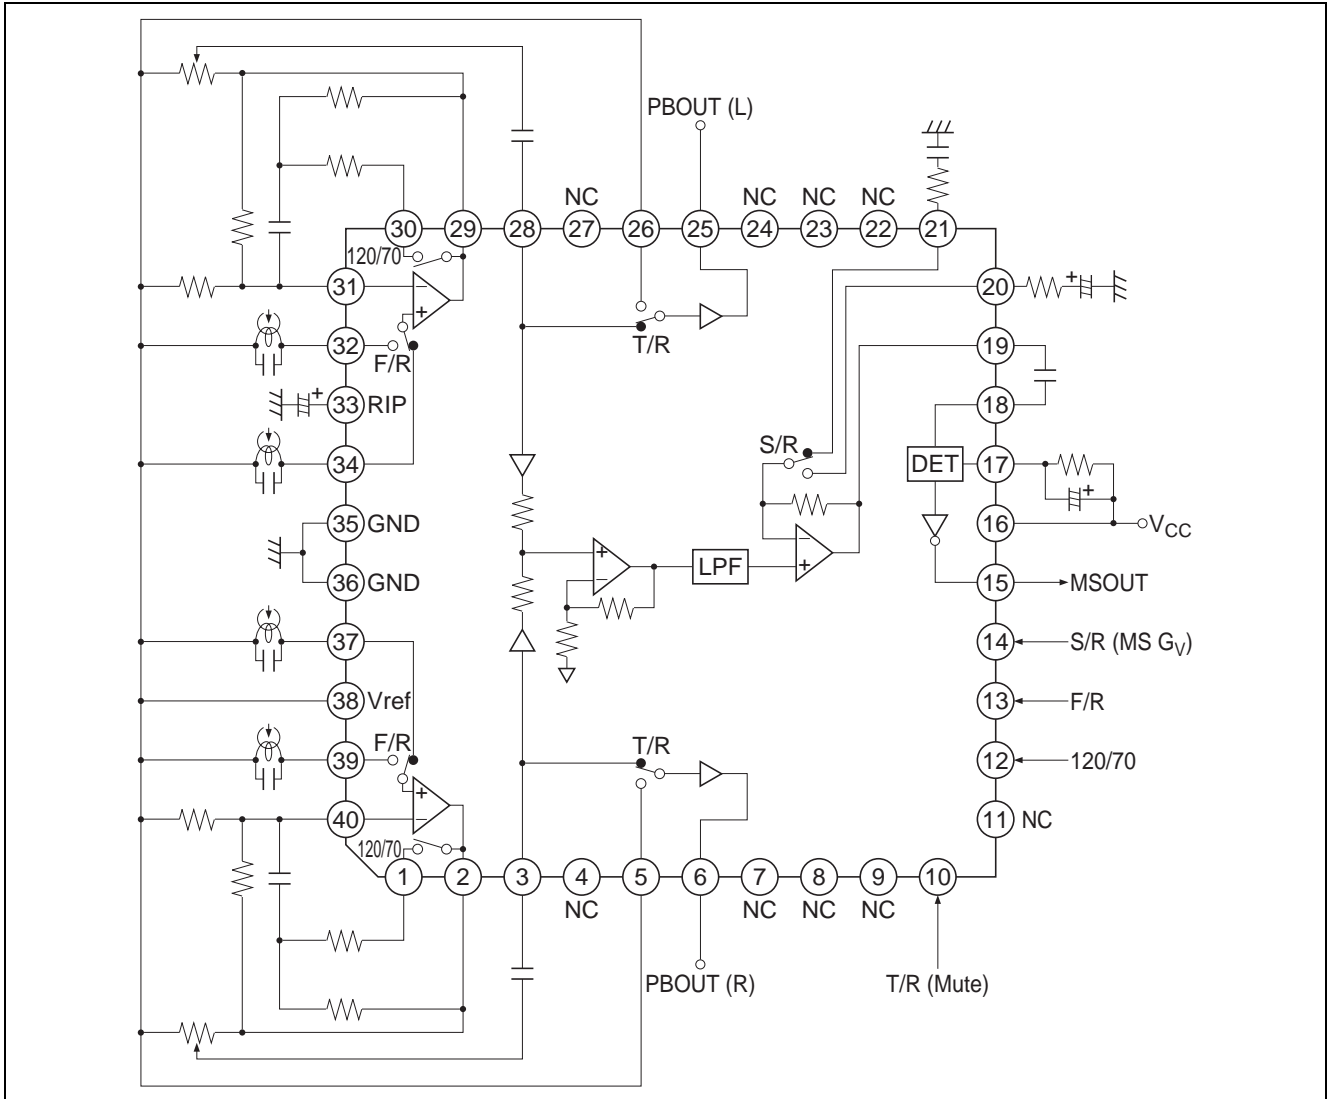 PBOUT (L)
NC
NC
NC
NC
30
29
28
27
26
25
24
23
22
21
120/70
31
20
+
−
+
32
F/R
T/R
19
33
RIP
+
18
S/R
34
DET
17
+
35
GND
16
VCC
−
+
+
−
LPF
36
GND
15
MSOUT
37
14
S/R (MS GV)
38
Vref
13
F/R
39
F/R
T/R
12
120/70
+
−
40
11
NC
120/70
1
2
3
4
5
6
7
8
9
10
NC
NC
NC
NC
PBOUT (R)
T/R (Mute)